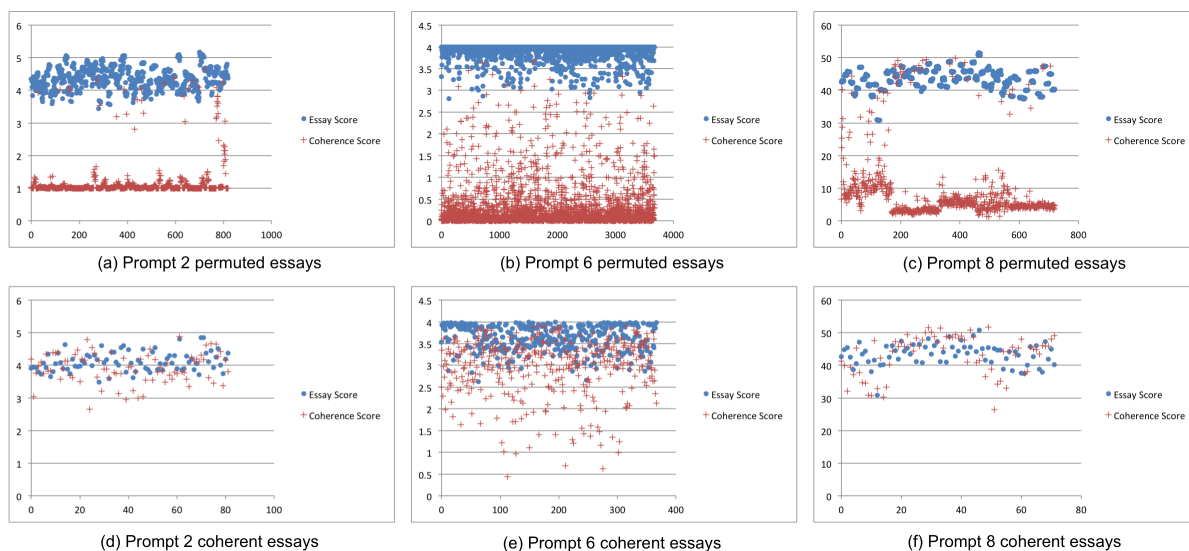 6
5
4
3
2
1
0
0 200 400 600 800 1000
Essay Score
Coherence Score
(a) Prompt 2 permuted essays
4.5
4
3.5
3
2.5
2
1.5
1
0.5
0
0 1000 2000 3000 4000
Essay Score
Coherence Score
(b) Prompt 6 permuted essays
60
50
40
30
20
10
0
0 200 400 600 800
Essay Score
Coherence Score
(c) Prompt 8 permuted essays
6
5
4
3
2
1
0
0 20 40 60 80 100
Essay Score
Coherence Score
(d) Prompt 2 coherent essays
4.5
4
3.5
3
2.5
2
1.5
1
0.5
0
0 100 200 300 400
Essay Score
Coherence Score
(e) Prompt 6 coherent essays
60
50
40
30
20
10
0
0 10 20 30 40 50 60 70 80
Essay Score
Coherence Score
(f) Prompt 8 coherent essays